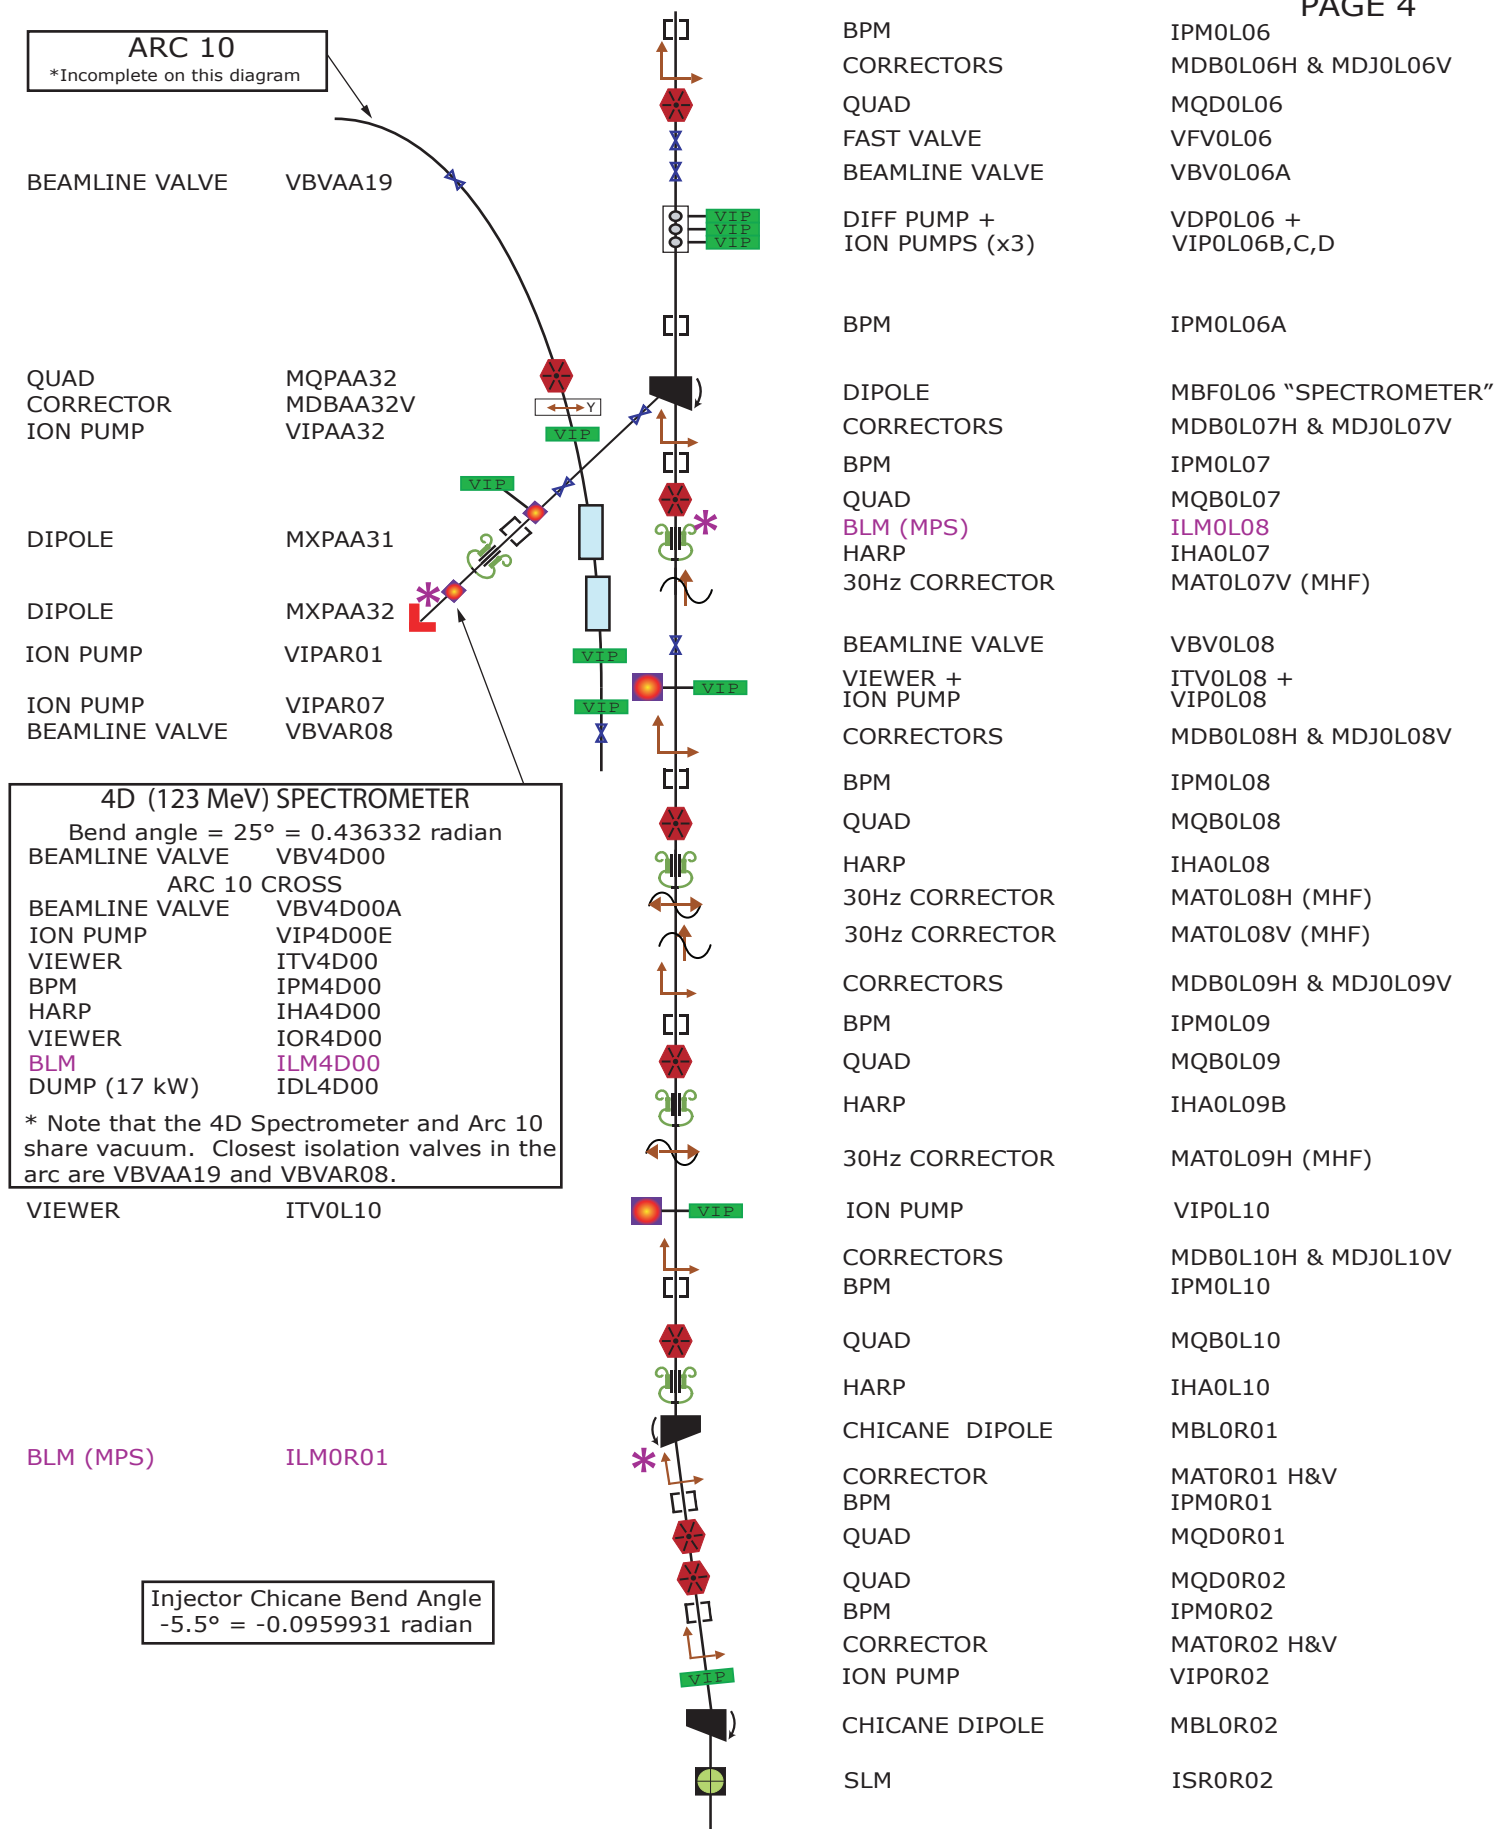 PAGE 4
ARC 10
*Incomplete on this diagram
BPM IPM0L06
CORRECTORS MDB0L06H & MDJ0L06V
QUAD MQD0L06
FAST VALVE VFV0L06
BEAMLINE VALVE VBV0L06A
BEAMLINE VALVE VBVAA19
VIP
VIP
VIP
DIFF PUMP + VDP0L06 +
ION PUMPS (x3) VIP0L06B,C,D
BPM IPM0L06A
QUAD MQPAA32
CORRECTOR MDBAA32V
Y
ION PUMP VIPAA32
VIP
DIPOLE MBF0L06 “SPECTROMETER”
CORRECTORS MDB0L07H & MDJ0L07V
BPM IPM0L07
VIP
QUAD MQB0L07
BLM (MPS) ILM0L08
*
HARP IHA0L07
DIPOLE MXPAA31
30Hz CORRECTOR MAT0L07V (MHF)
*
DIPOLE MXPAA32
BEAMLINE VALVE VBV0L08
ION PUMP VIPAR01
VIP
VIEWER + ITV0L08 +
ION PUMP VIP0L08
VIP
ION PUMP VIPAR07
VIP
BEAMLINE VALVE VBVAR08
CORRECTORS MDB0L08H & MDJ0L08V
BPM IPM0L08
QUAD MQB0L08
HARP IHA0L08
30Hz CORRECTOR MAT0L08H (MHF)
30Hz CORRECTOR MAT0L08V (MHF)
CORRECTORS MDB0L09H & MDJ0L09V
BPM IPM0L09
QUAD MQB0L09
HARP IHA0L09B
30Hz CORRECTOR MAT0L09H (MHF)
4D (123 MeV) SPECTROMETER
Bend angle = 25° = 0.436332 radian
BEAMLINE VALVE VBV4D00
ARC 10 CROSS
BEAMLINE VALVE VBV4D00A
ION PUMP VIP4D00E
VIEWER ITV4D00
BPM IPM4D00
HARP IHA4D00
VIEWER IOR4D00
BLM ILM4D00
DUMP (17 kW) IDL4D00
* Note that the 4D Spectrometer and Arc 10
share vacuum. Closest isolation valves in the
arc are VBVAA19 and VBVAR08.
VIEWER ITV0L10
VIP
ION PUMP VIP0L10
CORRECTORS MDB0L10H & MDJ0L10V
BPM IPM0L10
QUAD MQB0L10
HARP IHA0L10
CHICANE DIPOLE MBL0R01
BLM (MPS) ILM0R01
*
CORRECTOR MAT0R01 H&V
BPM IPM0R01
QUAD MQD0R01
QUAD MQD0R02
BPM IPM0R02
Injector Chicane Bend Angle
-5.5° = -0.0959931 radian
CORRECTOR MAT0R02 H&V
VIP
ION PUMP VIP0R02
CHICANE DIPOLE MBL0R02
SLM ISR0R02